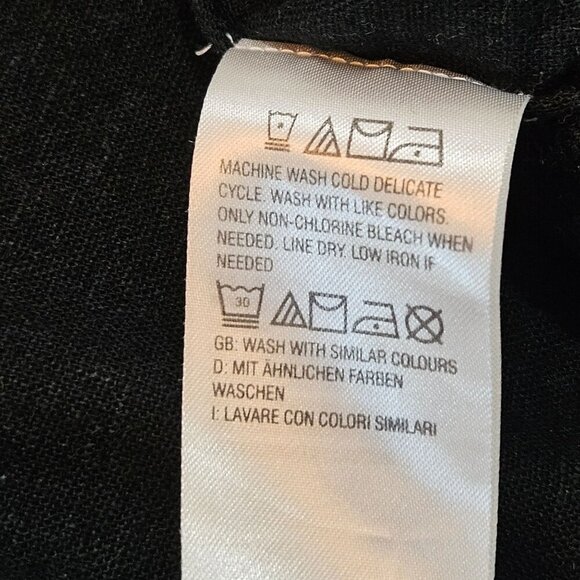 MACHINE WASH COLD DELICATE
CYCLE. WASH WITH LIKE COLORS.
ONLY NON-CHLORINE BLEACH WHEN
NEEDED. LINE DRY. LOW IRON IF
NEEDED
30
GB: WASH WITH SIMILAR COLOURS
D: MIT ÄHNLICHEN FARBEN
WASCHEN
I: LAVARE CON COLORI SIMILARI